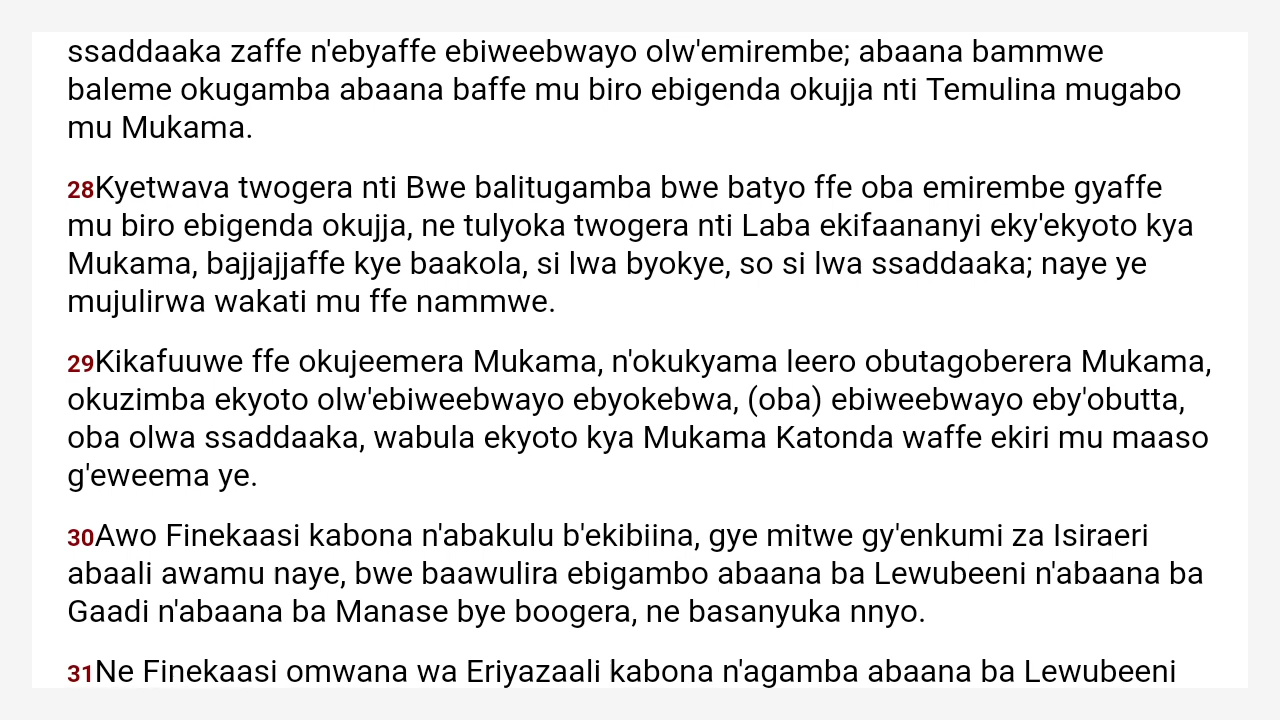 ssaddaaka zaffe n'ebyaffe ebiweebwayo olw'emirembe; abaana bammwe
baleme okugamba abaana baffe mu biro ebigenda okujja nti Temulina mugabo
mu Mukama.
28Kyetwava twogera nti Bwe balitugamba bwe batyo ffe oba emirembe gyaffe
mu biro ebigenda okujja, ne tulyoka twogera nti Laba ekifaananyi eky'ekyoto kya
Mukama, bajjajjaffe kye baakola, si lwa byokye, so si lwa ssaddaaka; naye ye
mujulirwa wakati mu ffe nammwe.
29Kikafuuwe ffe okujeemera Mukama, n'okukyama leero obutagoberera Mukama,
okuzimba ekyoto olw'ebiweebwayo ebyokebwa, (oba) ebiweebwayo eby'obutta,
oba olwa ssaddaaka, wabula ekyoto kya Mukama Katonda waffe ekiri mu maaso
g'eweema ye.
30Awo Finekaasi kabona n'abakulu b'ekibiina, gye mitwe gy'enkumi za Isiraeri
abaali awamu naye, bwe baawulira ebigambo abaana ba Lewubeeni n'abaana ba
Gaadi n'abaana ba Manase bye boogera, ne basanyuka nnyo.
31Ne Finekaasi omwana wa Eriyazaali kabona n'agamba abaana ba Lewubeeni